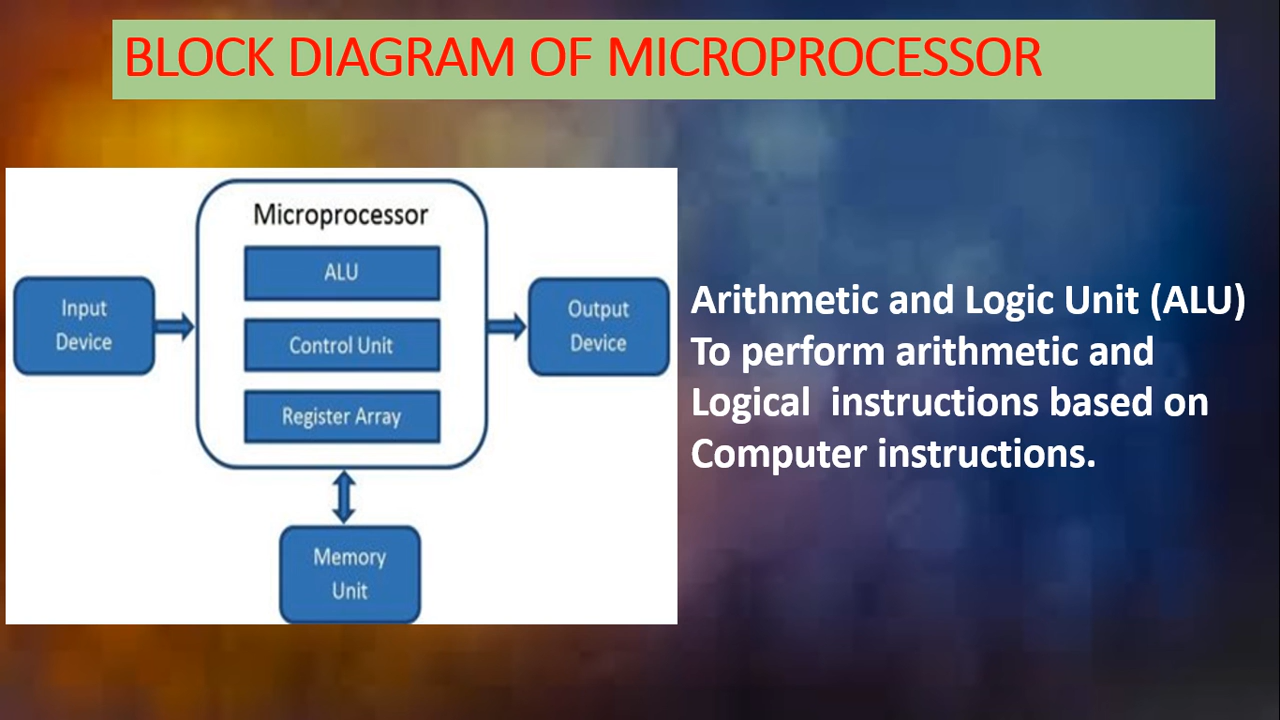 BLOCK DIAGRAM OF MICROPROCESSOR
Microprocessor
ALU
Control Unit
Register Array
Input
Device
Output
Device
Memory
Unit
Arithmetic and Logic Unit (ALU)
To perform arithmetic and
Logical  instructions based on
Computer instructions.